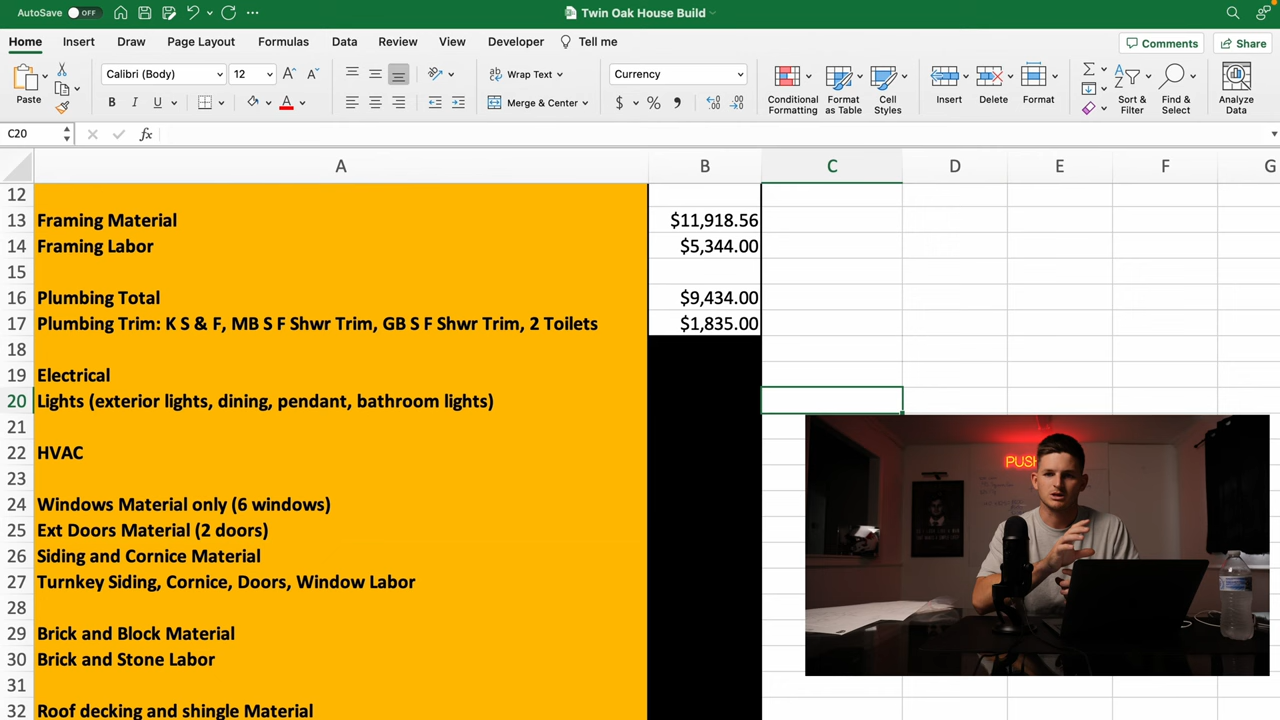 AutoSave OFF
Twin Oak House Build
Home Insert Draw Page Layout Formulas Data Review View Developer Tell me Comments Share
Calibri (Body) 12 Wrap Text Currency
Paste B I U Merge & Center $ % Conditional Formatting Format as Table Cell Styles Insert Delete Format Sort & Filter Find & Select Analyze Data
C20 fx
A B C D E F G
12
13 Framing Material $11,918.56
14 Framing Labor $5,344.00
15
16 Plumbing Total $9,434.00
17 Plumbing Trim: K S & F, MB S F Shwr Trim, GB S F Shwr Trim, 2 Toilets $1,835.00
18
19 Electrical
20 Lights (exterior lights, dining, pendant, bathroom lights)
21
22 HVAC
23
24 Windows Material only (6 windows)
25 Ext Doors Material (2 doors)
26 Siding and Cornice Material
27 Turnkey Siding, Cornice, Doors, Window Labor
28
29 Brick and Block Material
30 Brick and Stone Labor
31
32 Roof decking and shingle Material
PUSH